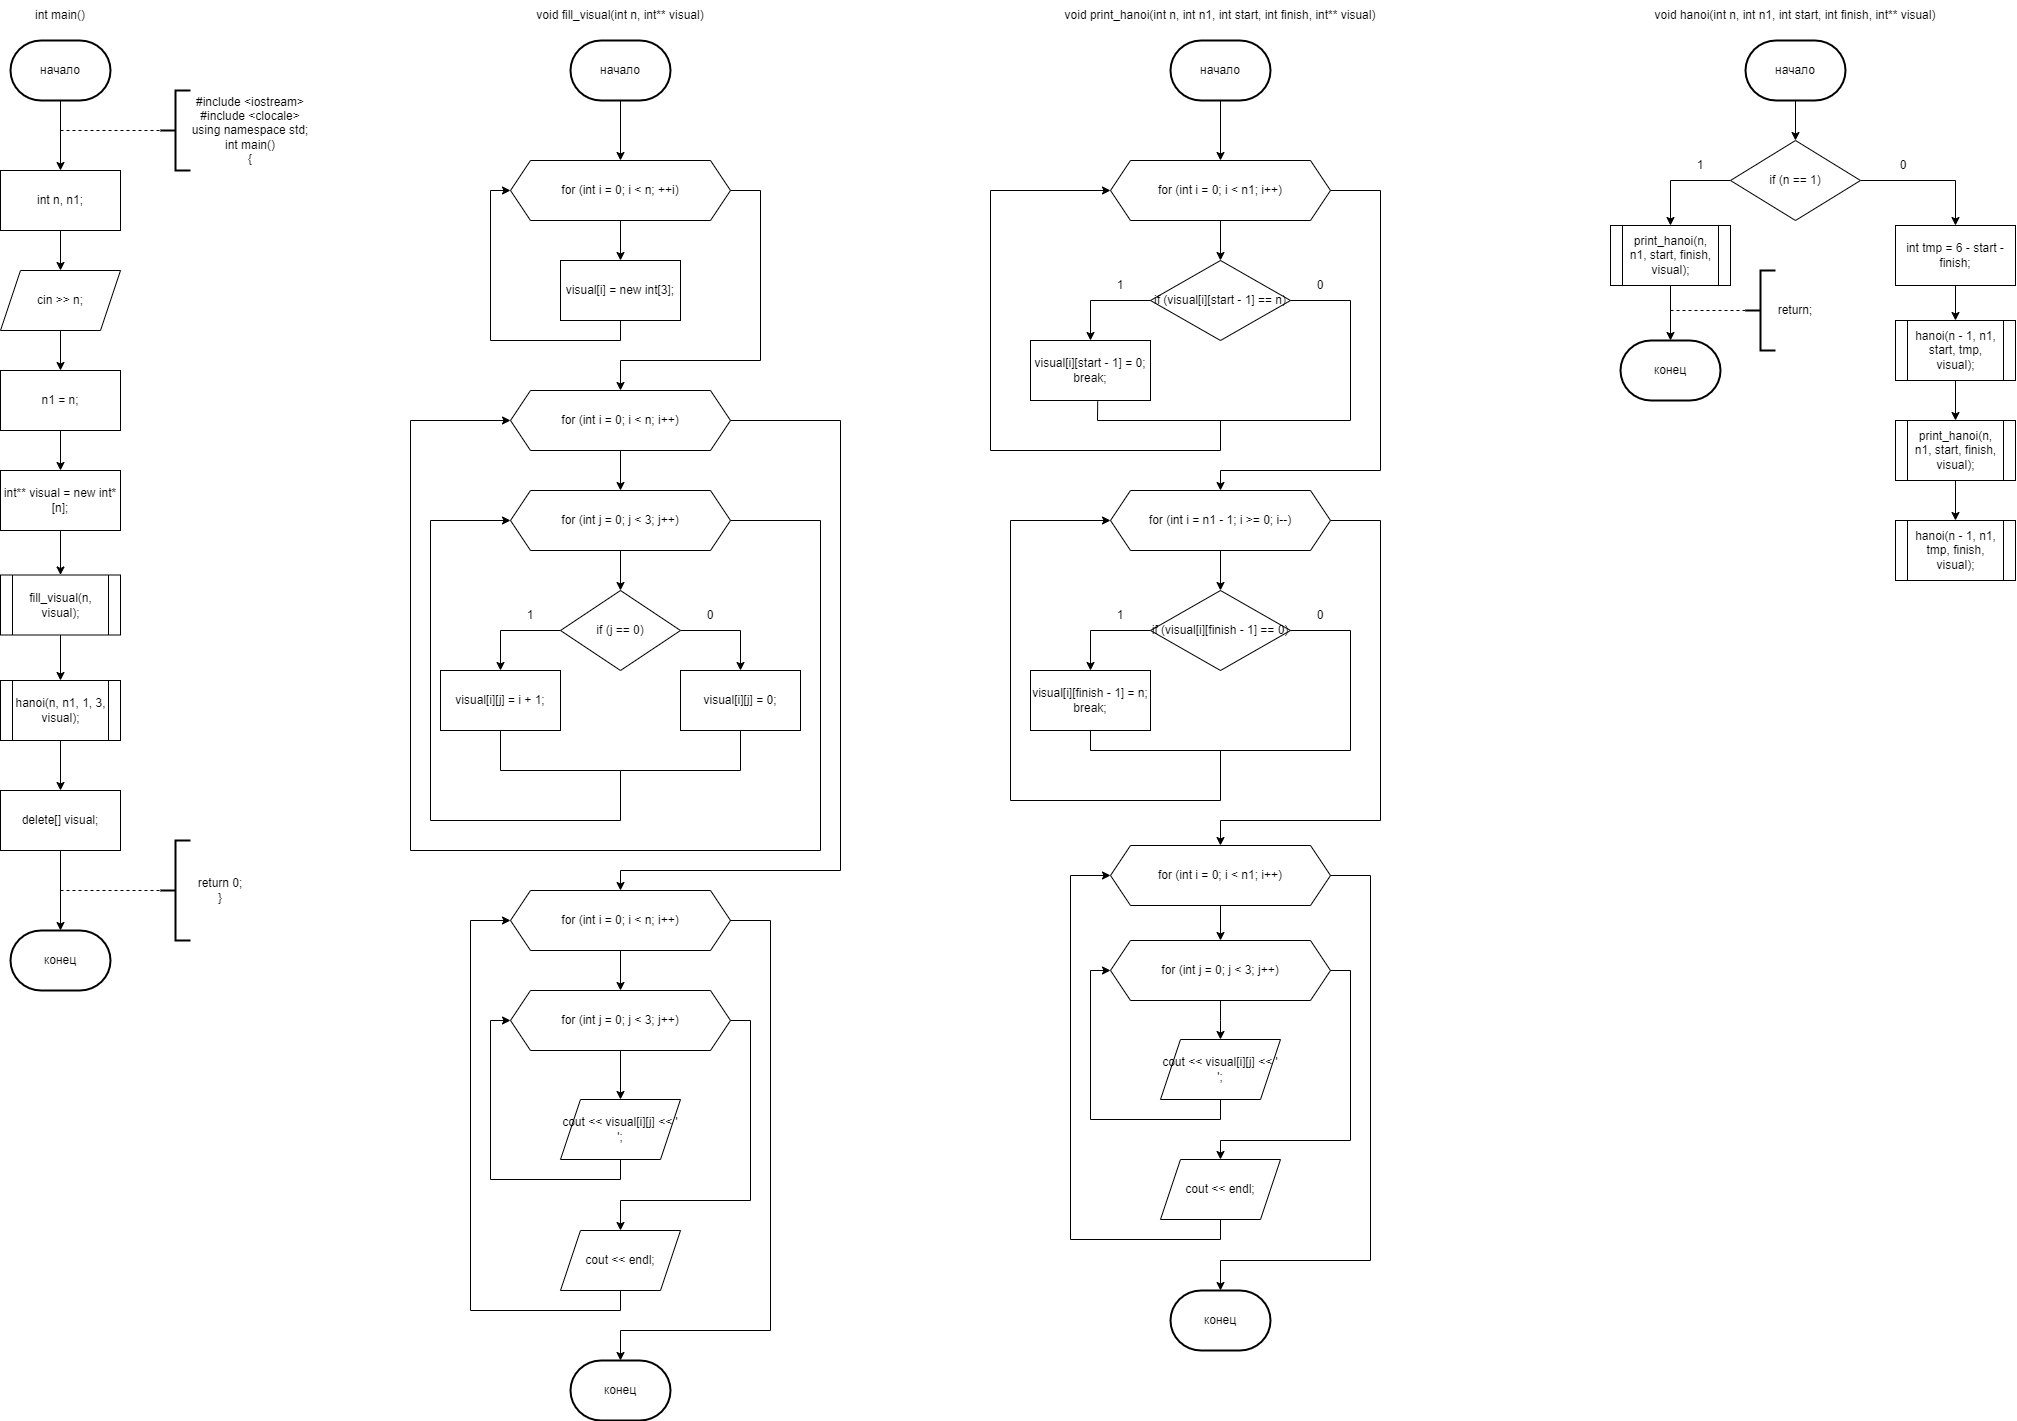 int main()
начало
#include <iostream>
#include <clocale>
using namespace std;
int main()
{
int n, n1;
cin >> n;
n1 = n;
int** visual = new int*
[n];
fill_visual(n,
visual);
hanoi(n, n1, 1, 3,
visual);
delete[] visual;
return 0;
}
конец
void fill_visual(int n, int** visual)
начало
for (int i = 0; i < n; ++i)
visual[i] = new int[3];
for (int i = 0; i < n; i++)
for (int j = 0; j < 3; j++)
if (j == 0)
1
0
visual[i][j] = i + 1;
visual[i][j] = 0;
for (int i = 0; i < n; i++)
for (int j = 0; j < 3; j++)
cout << visual[i][j] << '
';
cout << endl;
конец
void print_hanoi(int n, int n1, int start, int finish, int** visual)
начало
for (int i = 0; i < n1; i++)
1
0
if (visual[i][start - 1] == n)
visual[i][start - 1] = 0;
break;
for (int i = n1 - 1; i >= 0; i--)
1
0
if (visual[i][finish - 1] == 0)
visual[i][finish - 1] = n;
break;
for (int i = 0; i < n1; i++)
for (int j = 0; j < 3; j++)
cout << visual[i][j] << '
';
cout << endl;
конец
void hanoi(int n, int n1, int start, int finish, int** visual)
начало
1
0
if (n == 1)
print_hanoi(n,
n1, start, finish,
visual);
return;
конец
int tmp = 6 - start -
finish;
hanoi(n - 1, n1,
start, tmp,
visual);
print_hanoi(n,
n1, start, finish,
visual);
hanoi(n - 1, n1,
tmp, finish,
visual);